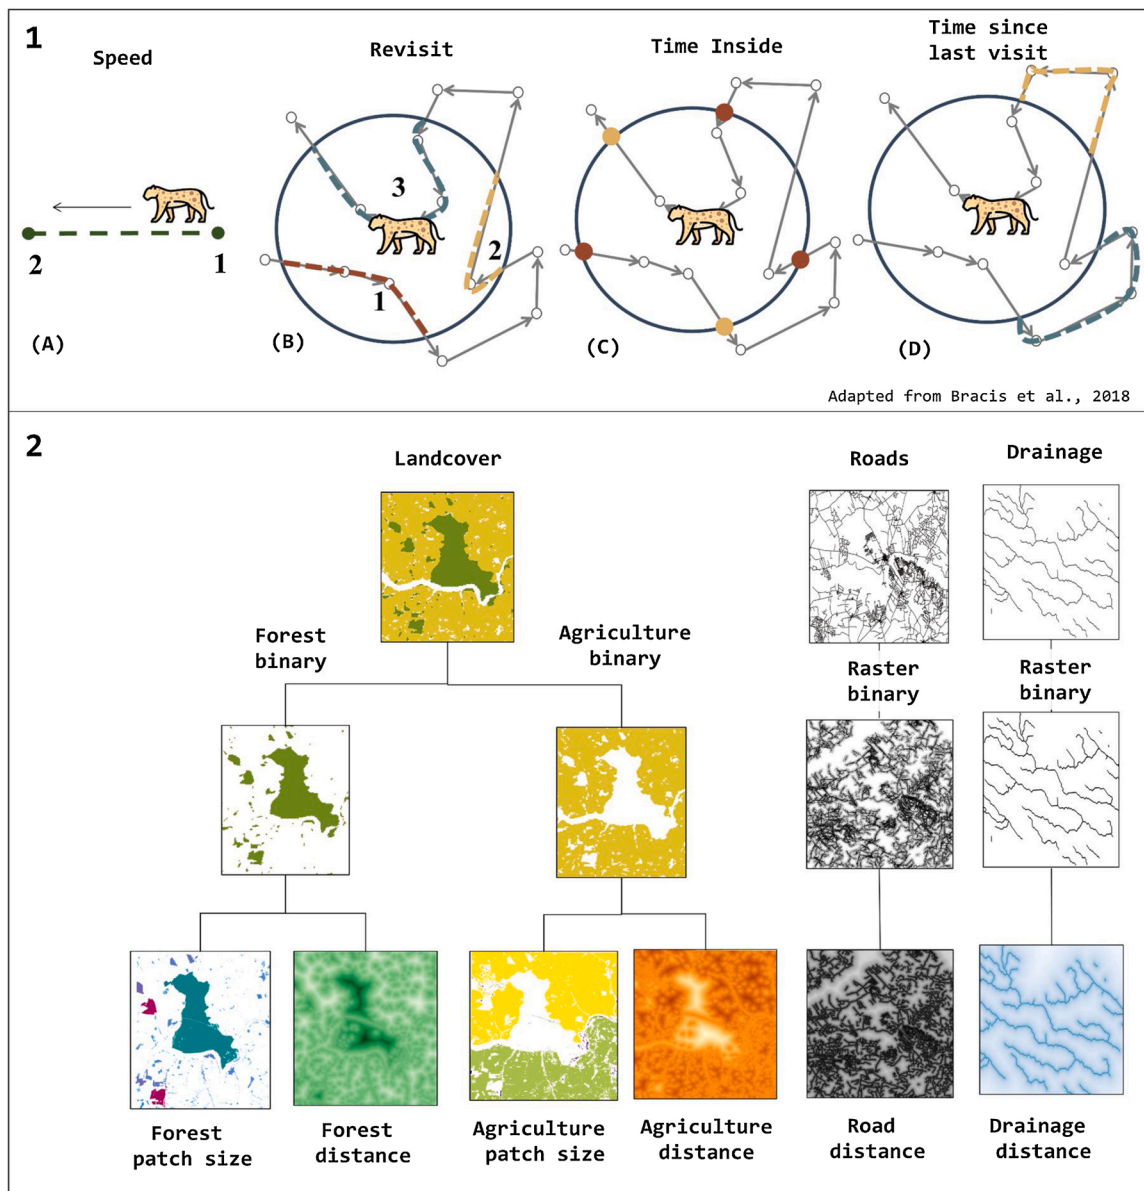 1
Speed
Revisit
Time Inside
Time since
last visit
3
2
1
2
1
(A)
(B)
(C)
(D)
Adapted from Bracis et al., 2018
2
Landcover
Roads
Drainage
Forest
binary
Agriculture
binary
Raster
binary
Raster
binary
Forest
patch size
Forest
distance
Agriculture
patch size
Agriculture
distance
Road
distance
Drainage
distance